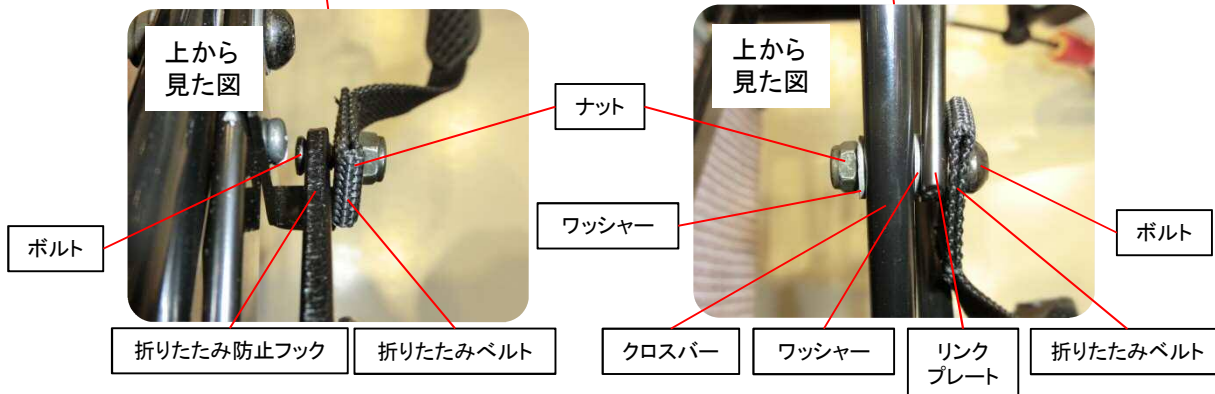 上から
見た図
上から
見た図
ナット
ワッシャー
ボルト
ボルト
折りたたみ防止フック
折りたたみベルト
クロスバー
ワッシャー
リンク
プレート
折りたたみベルト